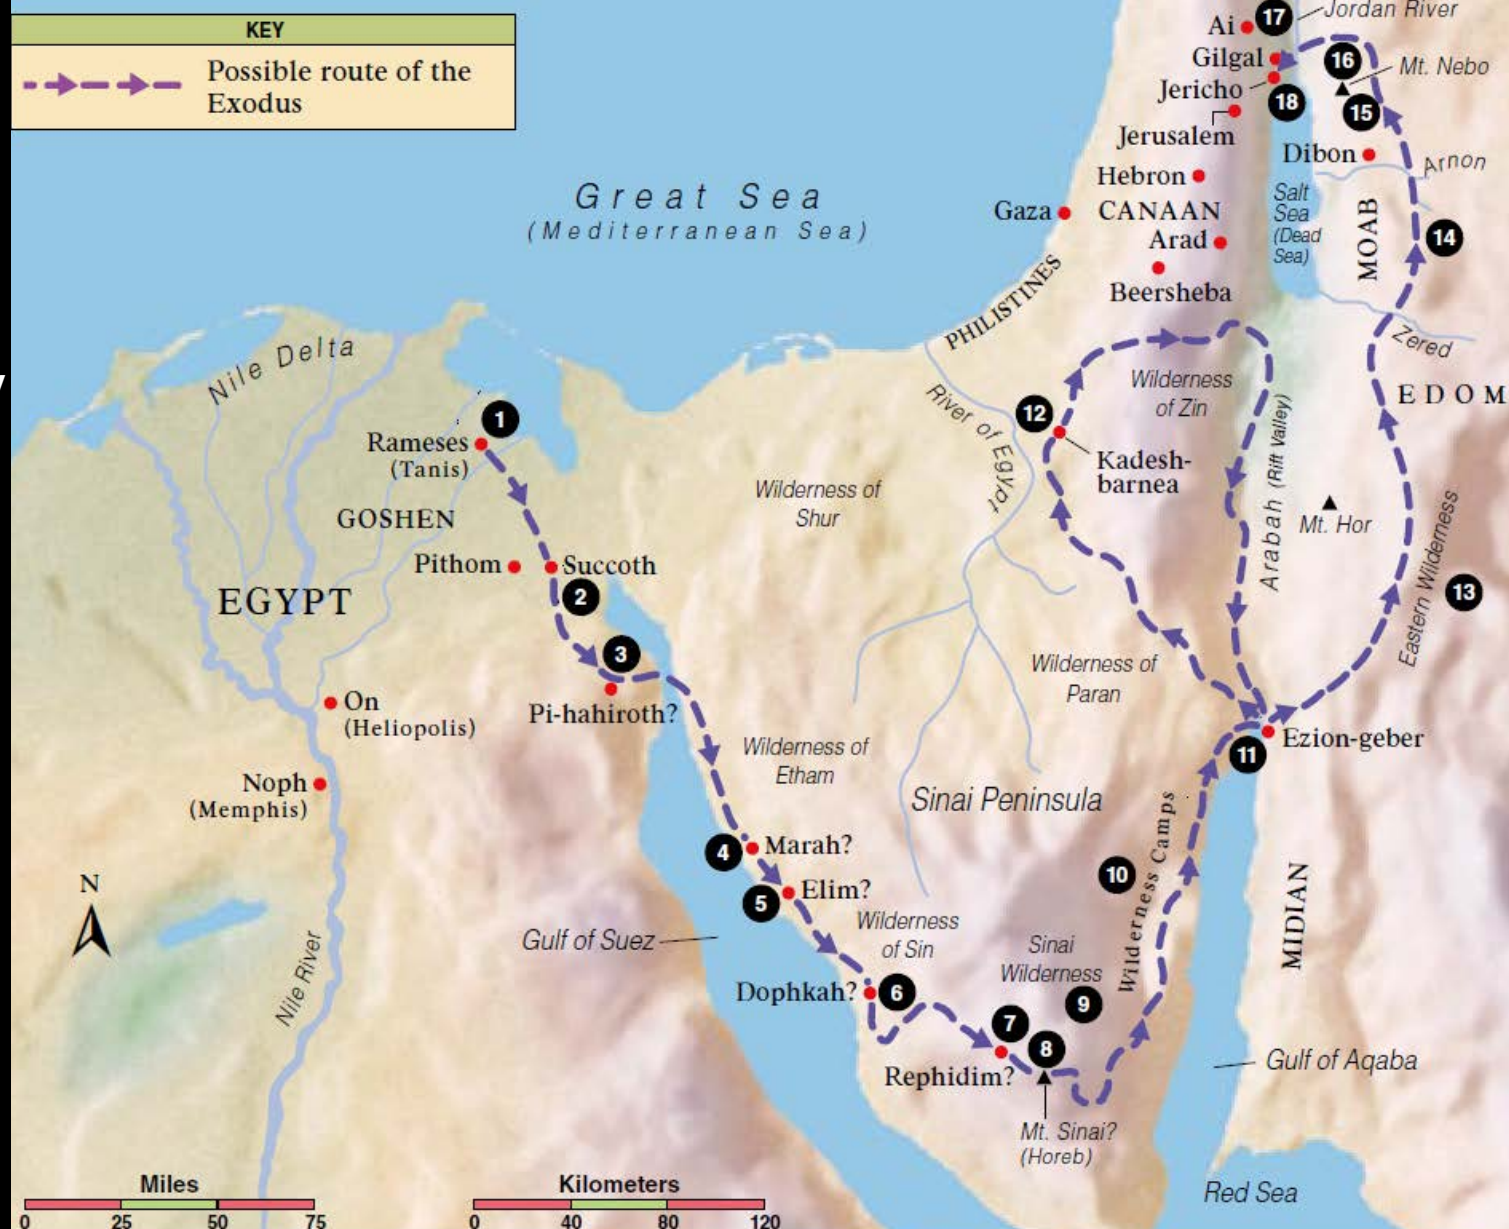 KEY
Possible route of the
Exodus
Ai
17
Jordan River
Gilgal
16
Mt. Nebo
Jericho
18
15
Jerusalem
Dibon
Arnon
Hebron
Great Sea
(Mediterranean Sea)
Gaza
CANAAN
Salt
Sea
(Dead
Sea)
MOAB
14
Arad
Beersheba
PHILISTINES
Zered
Nile Delta
Wilderness
of Zin
EDOM
1
12
River of Egypt
Rameses
(Tanis)
Kadesh-
barnea
Arabah (Rift Valley)
Wilderness of
Shur
Mt. Hor
GOSHEN
Eastern Wilderness
Pithom
Succoth
2
13
EGYPT
3
Wilderness of
Paran
On
(Heliopolis)
Pi-hahiroth?
Wilderness of
Etham
11
Ezion-geber
Noph
(Memphis)
Sinai Peninsula
4
Marah?
Wilderness Camps
10
5
Elim?
N
Wilderness
of Sin
MIDIAN
Nile River
Gulf of Suez
Sinai
Wilderness
Dophkah?
6
9
7
8
Rephidim?
Gulf of Aqaba
Mt. Sinai?
(Horeb)
Red Sea
Miles
0 25 50 75
Kilometers
0 40 80 120